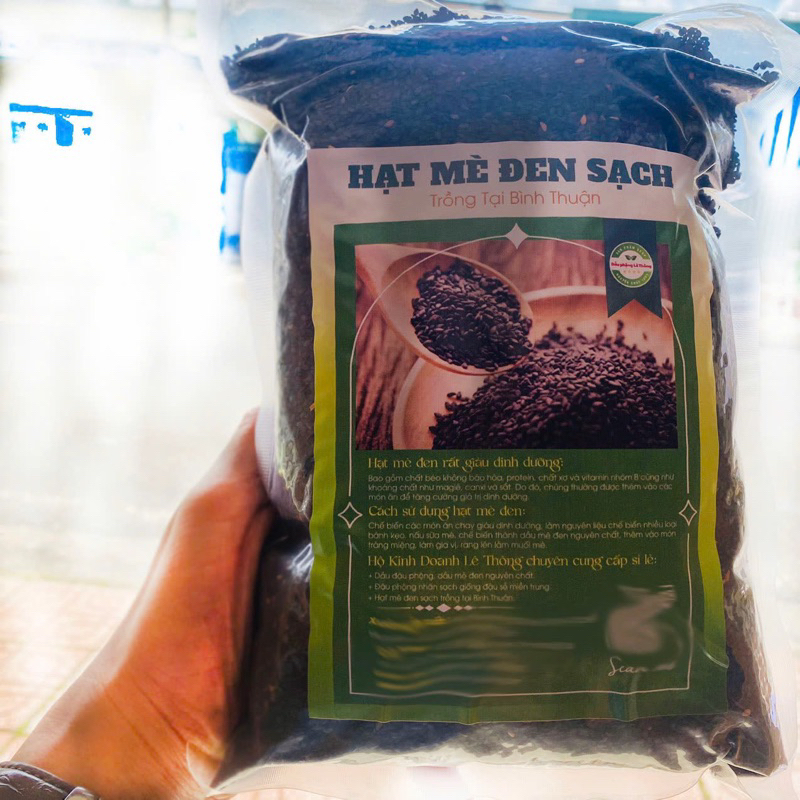 HẠT MÈ ĐEN SẠCH
Trồng Tại Bình Thuận
Đậu phộng Lê Thông
Hạt mè đen rất giàu dinh dưỡng:
Bao gồm chất béo không bão hòa, protein, chất xơ và vitamin nhóm B cũng như
khoáng chất như magiê, canxi và sắt. Do đó, chúng thường được thêm vào các
món ăn để tăng cường giá trị dinh dưỡng.
Cách sử dụng hạt mè đen:
Chế biến các món ăn chay giàu dinh dưỡng, làm nguyên liệu chế biến nhiều loại
bánh kẹo, nấu sữa mè, chế biến thành dầu mè đen nguyên chất, thêm vào món
tráng miệng, làm gia vị, rang lên làm muối mè.
Hộ Kinh Doanh Lê Thông chuyên cung cấp sỉ lẻ:
+ Dầu đậu phộng, dầu mè đen nguyên chất.
+ Đậu phộng nhân sạch giống đậu sẻ miền trung.
+ Hạt mè đen sạch trồng tại Bình Thuận.